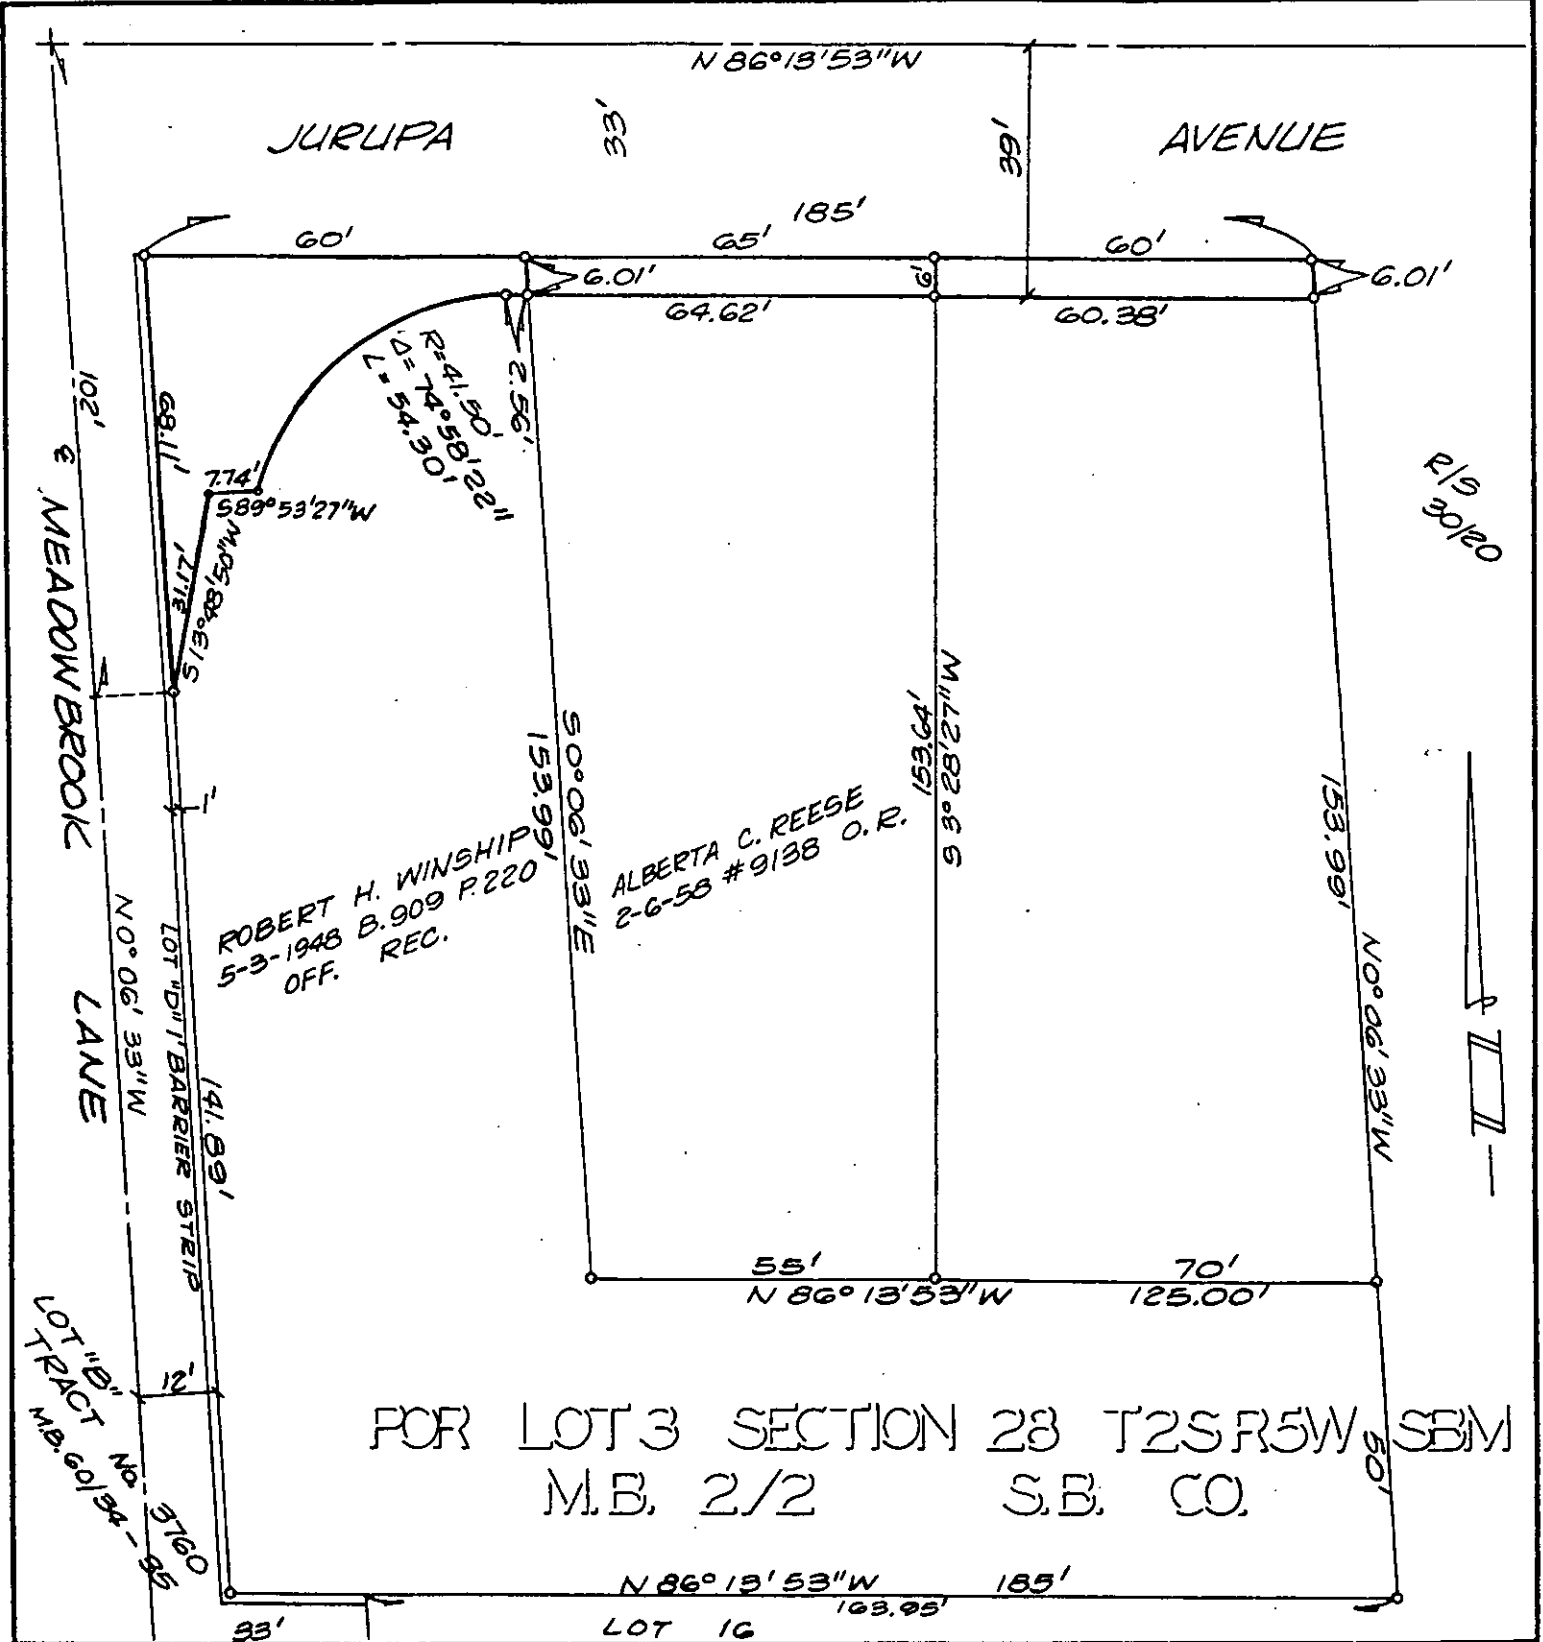 N 86°13'53"W
JURUPA
33'
39'
AVENUE
185'
60'
65'
60'
6.01'
6'
6.01'
64.62'
60.38'
R=41.50'
Δ= 74°58'22"
L= 54.30'
2.56'
102'
68.11'
7.74'
S89°53'27"W
31.17'
S13°48'50"W
R/S
30/20
℄ MEADOWBROOK
LANE
N0°06'33"W
1'
S0°06'33"E
153.99'
153.64'
S3°28'27"W
153.99'
N0°06'33"W
ROBERT H. WINSHIP
5-3-1948 B.909 P.220
OFF. REC.
ALBERTA C. REESE
2-6-58 #9138 O.R.
LOT "D" 1' BARRIER STRIP
141.89'
55'
70'
N 86°13'53"W
125.00'
12'
LOT "B"
TRACT No. 3760
M.B. 60/34-35
POR LOT 3 SECTION 28 T2S R5W SBM
M.B. 2/2 S.B. CO.
50'
N 86°13'53"W
185'
163.95'
33'
LOT 16